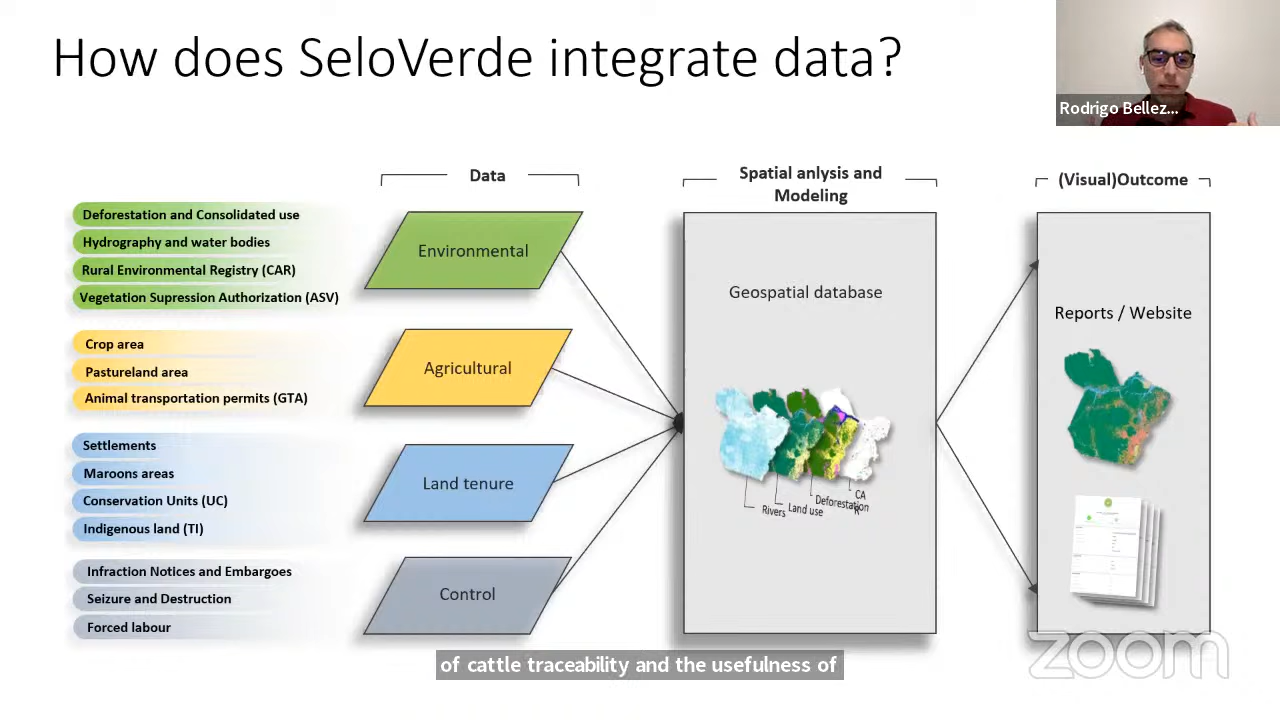 How does SeloVerde integrate data?
Rodrigo Bellez...
Data
Spatial anlysis and
Modeling
(Visual)Outcome
Deforestation and Consolidated use
Hydrography and water bodies
Rural Environmental Registry (CAR)
Vegetation Supression Authorization (ASV)
Environmental
Crop area
Pastureland area
Animal transportation permits (GTA)
Agricultural
Settlements
Maroons areas
Conservation Units (UC)
Indigenous land (TI)
Land tenure
Infraction Notices and Embargoes
Seizure and Destruction
Forced labour
Control
Geospatial database
Rivers
Land use
Deforestation
CA
R
Reports / Website
of cattle traceability and the usefulness of
zoom